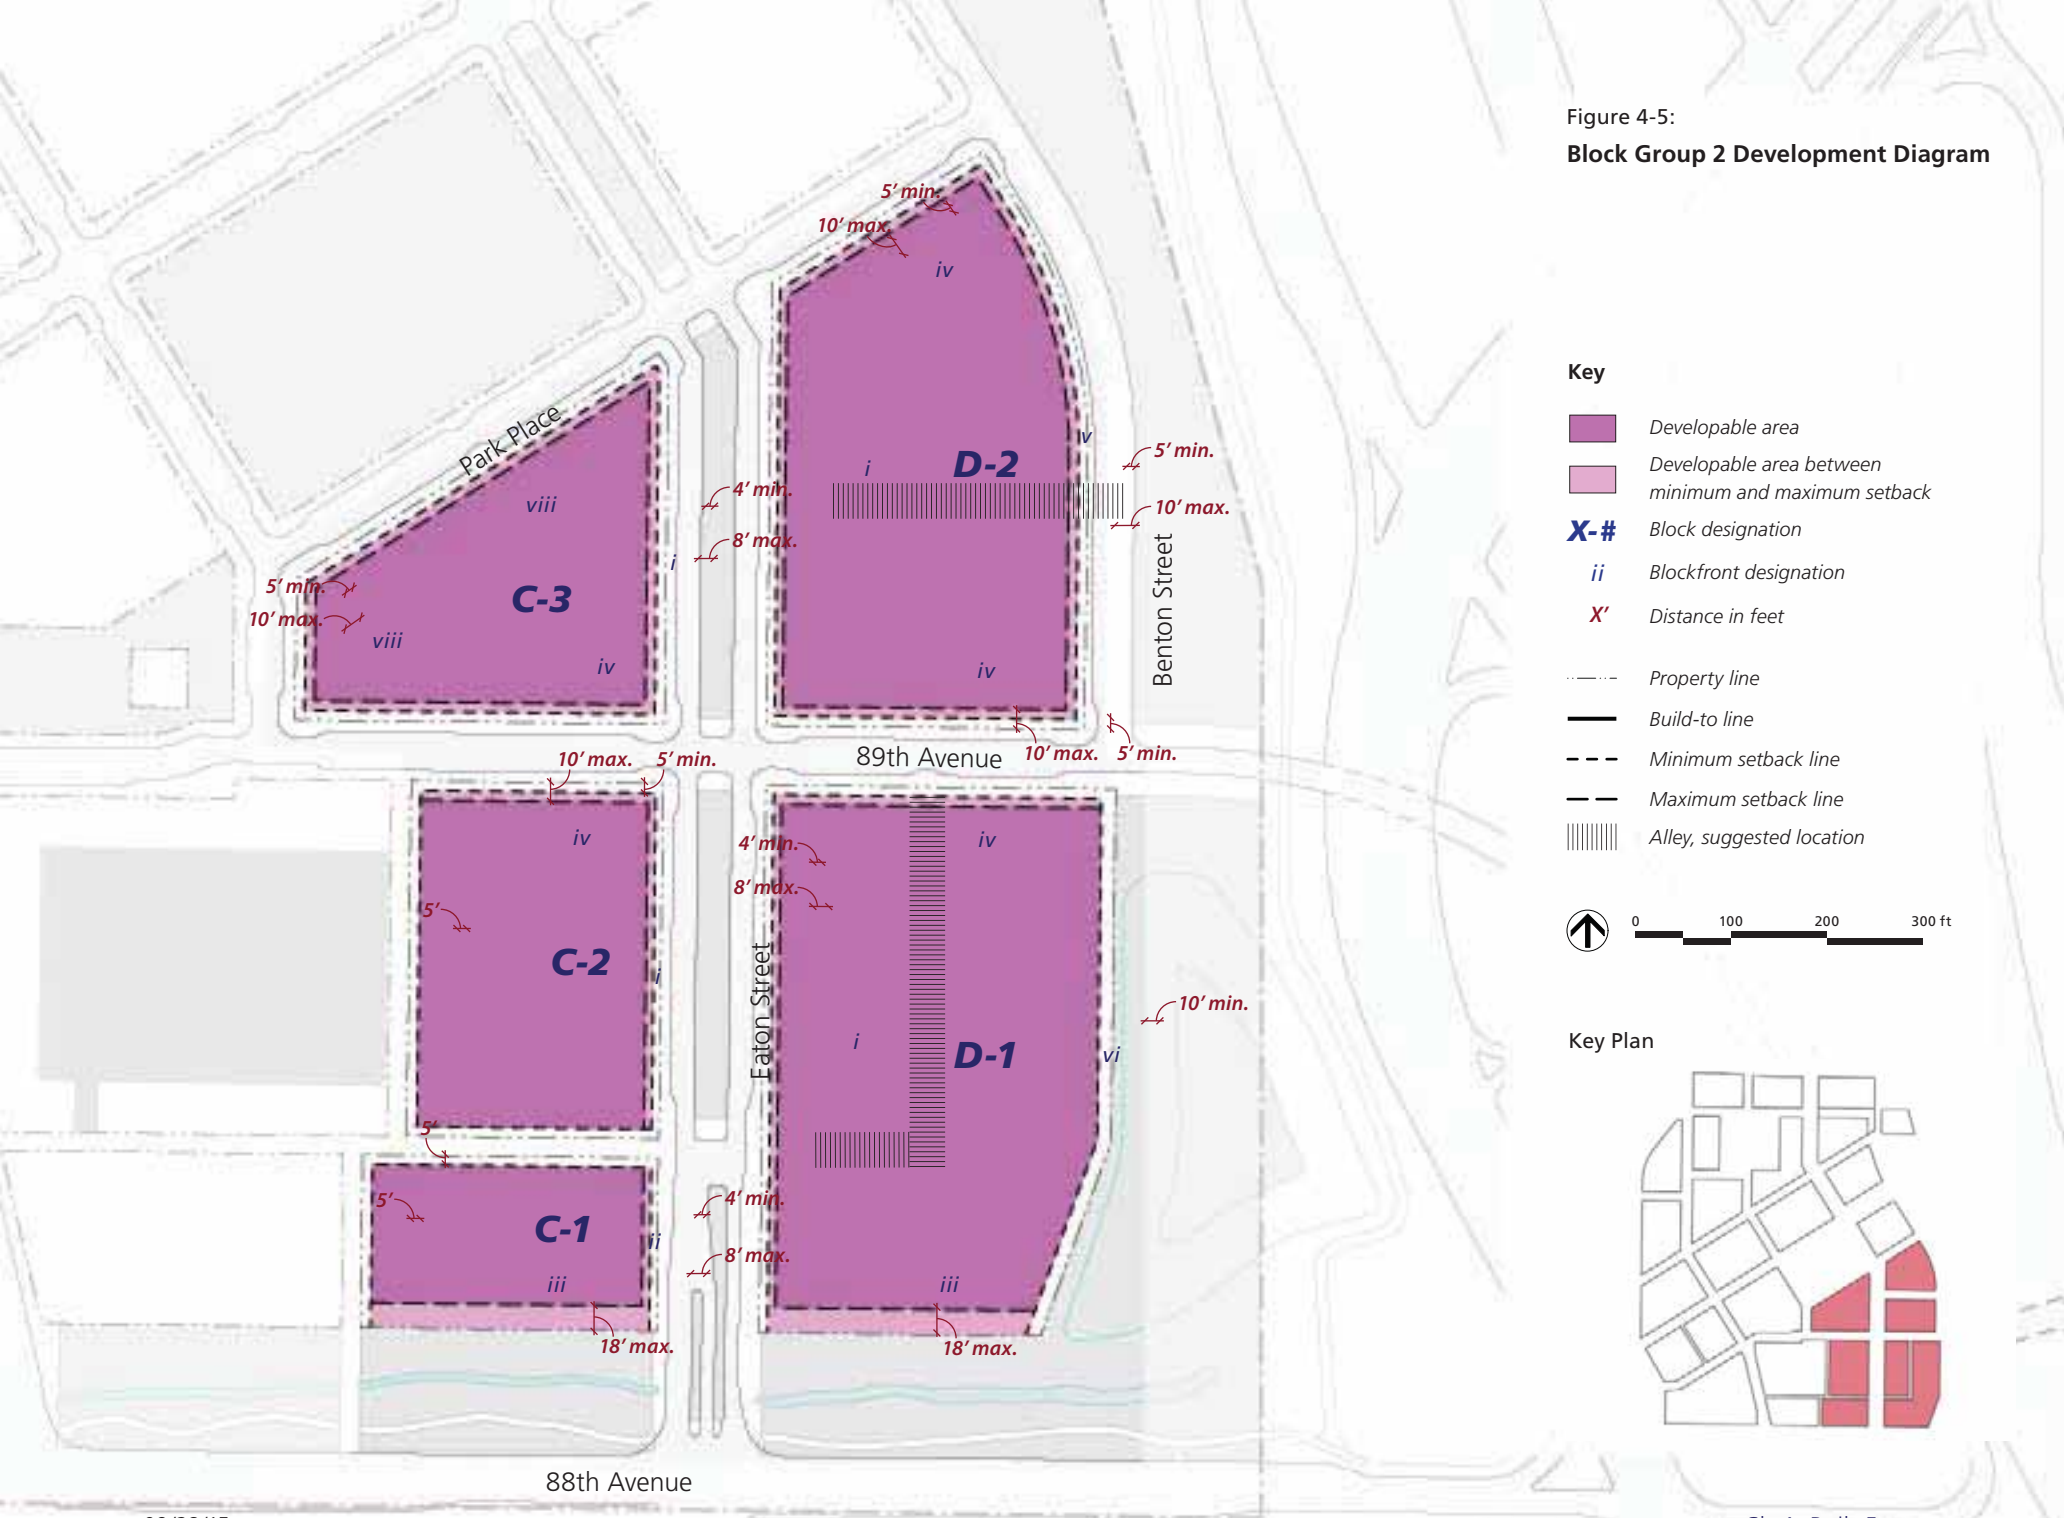 Figure 4-5:
Block Group 2 Development Diagram
Key
Developable area
Developable area between
minimum and maximum setback
X-# Block designation
ii Blockfront designation
X' Distance in feet
Property line
Build-to line
Minimum setback line
Maximum setback line
Alley, suggested location
0 100 200 300 ft
Key Plan
5' min.
10' max.
iv
Park Place
v
5' min.
i
D-2
4' min.
viii
10' max.
8' max.
i
Benton Street
5' min.
C-3
10' max.
viii
iv
iv
89th Avenue
10' max.
5' min.
10' max.
5' min.
iv
4' min.
iv
8' max.
5'
C-2
i
Eaton Street
10' min.
i
D-1
vi
5'
5'
4' min.
C-1
ii
8' max.
iii
iii
18' max.
18' max.
88th Avenue